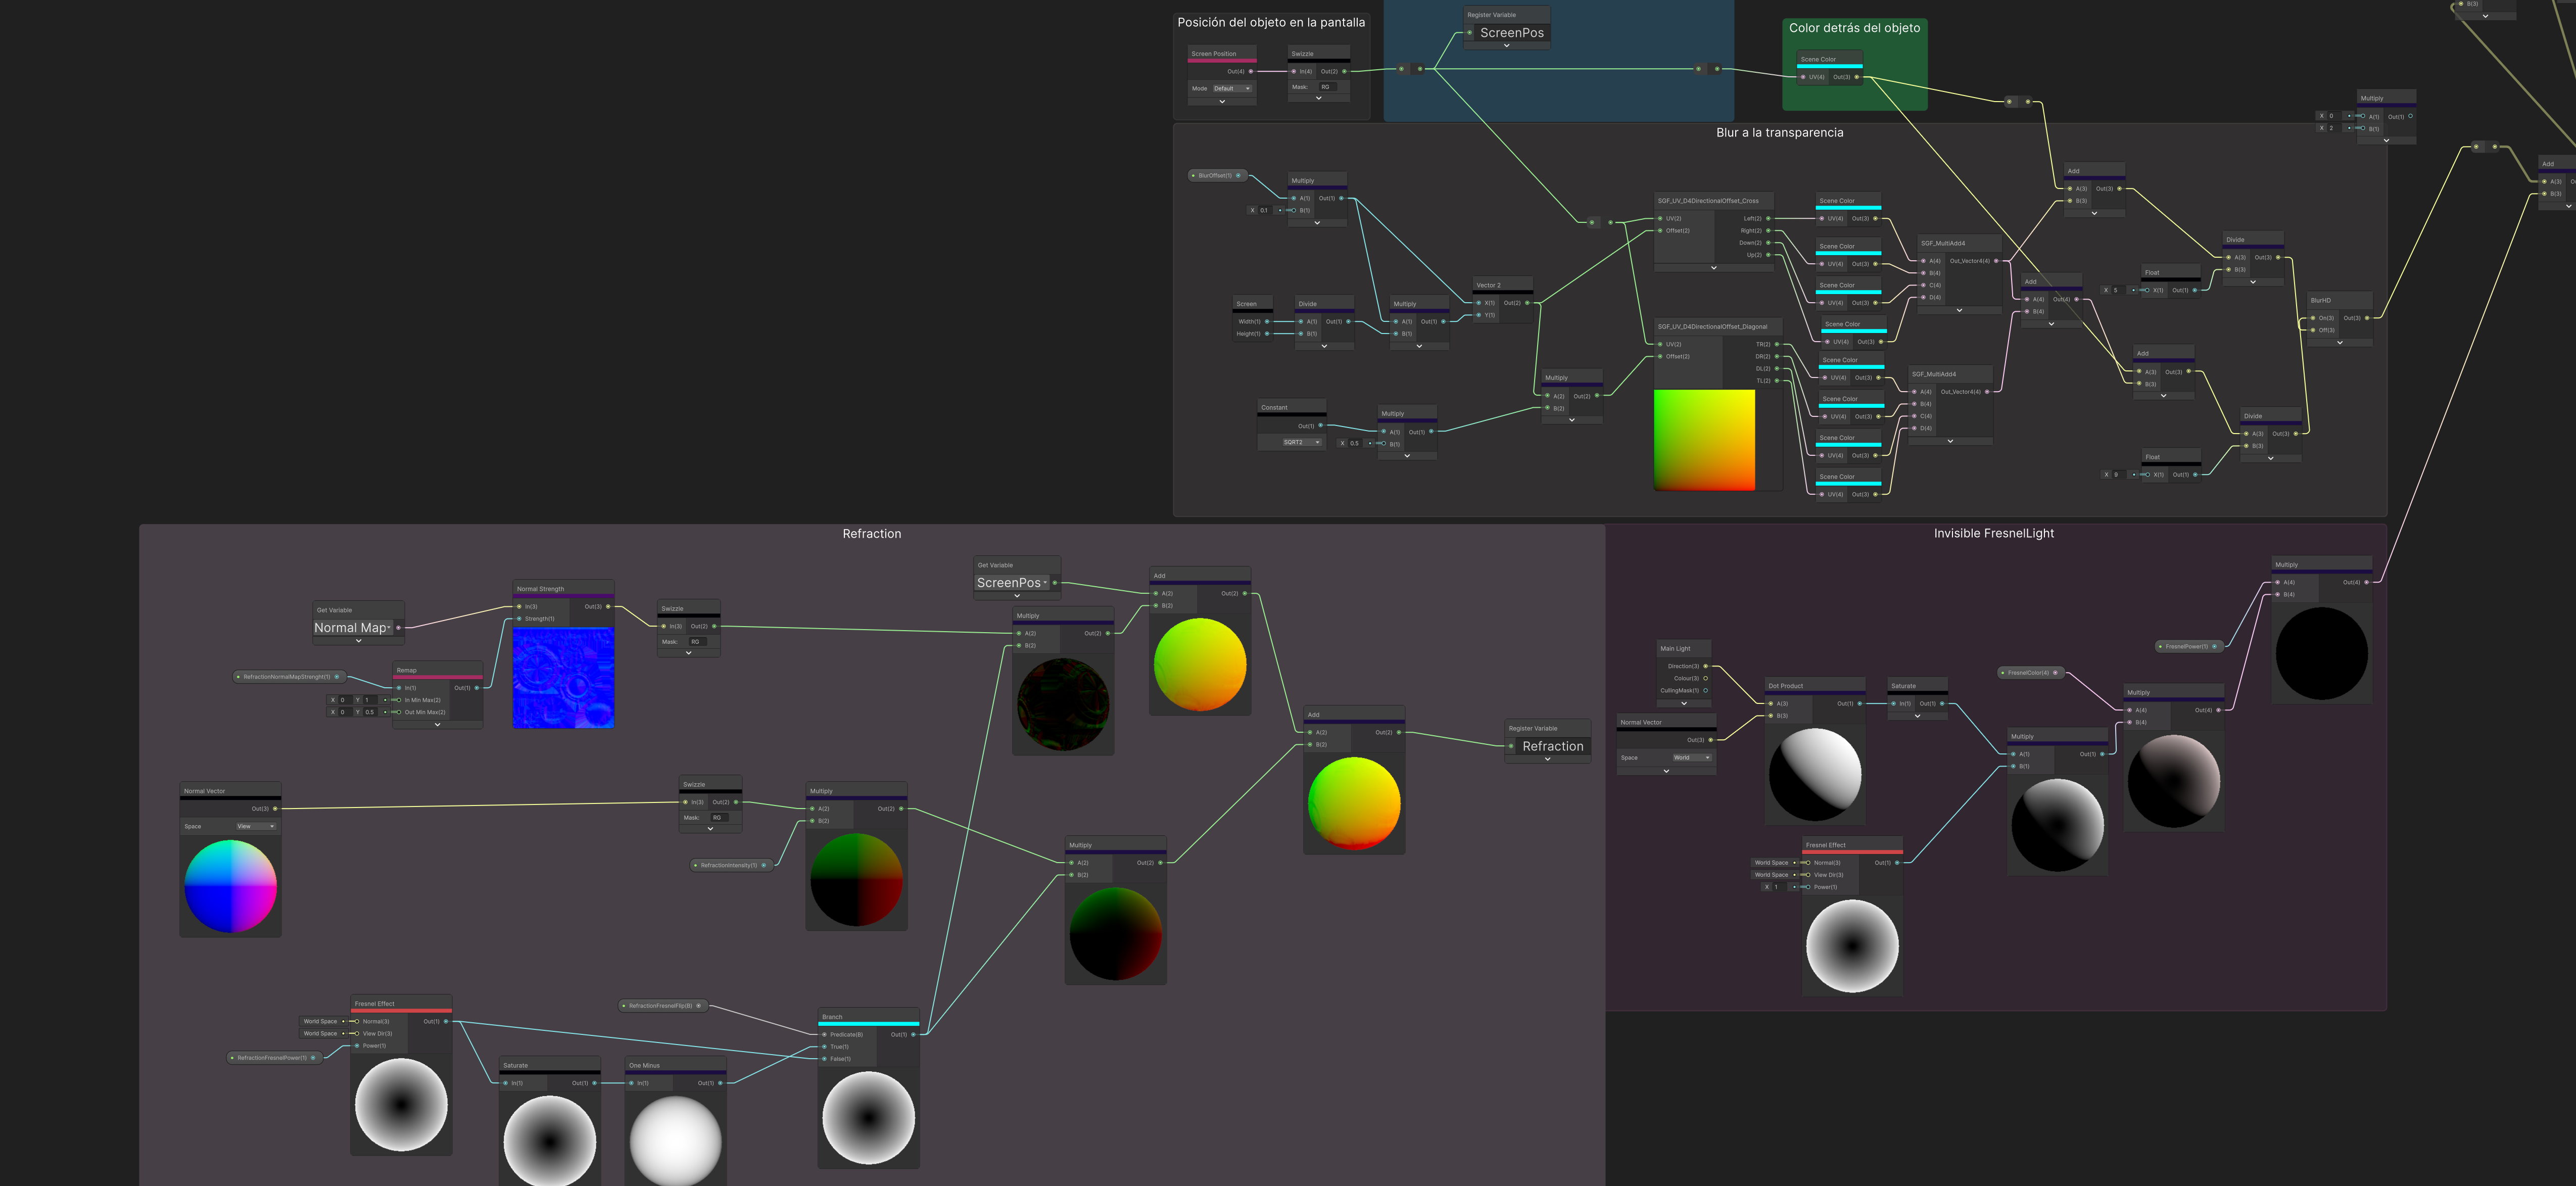 Posición del objeto en la pantalla
Screen Position
Out(4)
Mode Default
Swizzle
In(4) Out(2)
Mask: RG
Register Variable
ScreenPos
Color detrás del objeto
Scene Color
UV(4) Out(3)
B(3)
Multiply
X 0 A(1) Out(1)
X 2 B(1)
Add
A(3)
B(3)
Blur a la transparencia
BlurOffset(1)
Multiply
A(1) Out(1)
X 0.1 B(1)
Screen
Width(1)
Height(1)
Divide
A(1) Out(1)
B(1)
Multiply
A(1) Out(1)
B(1)
Vector 2
X(1) Out(2)
Y(1)
Constant
Out(1)
SQRT2
Multiply
A(1) Out(1)
X 0.5 B(1)
Multiply
A(2) Out(2)
B(2)
SGF_UV_D4DirectionalOffset_Cross
UV(2) Left(2)
Offset(2) Right(2)
Down(2)
Up(2)
SGF_UV_D4DirectionalOffset_Diagonal
UV(2) TR(2)
Offset(2) DR(2)
DL(2)
TL(2)
Scene Color
UV(4) Out(3)
Scene Color
UV(4) Out(3)
Scene Color
UV(4) Out(3)
Scene Color
UV(4) Out(3)
Scene Color
UV(4) Out(3)
Scene Color
UV(4) Out(3)
Scene Color
UV(4) Out(3)
Scene Color
UV(4) Out(3)
SGF_MultiAdd4
A(4) Out_Vector4(4)
B(4)
C(4)
D(4)
SGF_MultiAdd4
A(4) Out_Vector4(4)
B(4)
C(4)
D(4)
Add
A(4) Out(4)
B(4)
Add
A(3) Out(3)
B(3)
Add
A(3) Out(3)
B(3)
Float
X 5 X(1) Out(1)
Divide
A(3) Out(3)
B(3)
Float
X 9 X(1) Out(1)
Divide
A(3) Out(3)
B(3)
BlurHD
On(3) Out(3)
Off(3)
Refraction
Get Variable
Normal Map
RefractionNormalMapStrenght(1)
Remap
In(1) Out(1)
X 0 Y 1 In Min Max(2)
X 0 Y 0.5 Out Min Max(2)
Normal Strength
In(3) Out(3)
Strength(1)
Swizzle
In(3) Out(2)
Mask: RG
Get Variable
ScreenPos
Multiply
A(2) Out(2)
B(2)
Add
A(2) Out(2)
B(2)
Add
A(2) Out(2)
B(2)
Register Variable
Refraction
Normal Vector
Out(3)
Space View
Swizzle
In(3) Out(2)
Mask: RG
RefractionIntensity(1)
Multiply
A(2) Out(2)
B(2)
Multiply
A(2) Out(2)
B(2)
Fresnel Effect
World Space Normal(3) Out(1)
World Space View Dir(3)
RefractionFresnelPower(1) Power(1)
Saturate
In(1) Out(1)
One Minus
In(1) Out(1)
RefractionFresnelFlip(B)
Branch
Predicate(B) Out(1)
True(1)
False(1)
Invisible FresnelLight
Main Light
Direction(3)
Colour(3)
CullingMask(1)
Normal Vector
Out(3)
Space World
Dot Product
A(3) Out(1)
B(3)
Saturate
In(1) Out(1)
Fresnel Effect
World Space Normal(3) Out(1)
World Space View Dir(3)
X 1 Power(1)
Multiply
A(1) Out(1)
B(1)
FresnelColor(4)
Multiply
A(4) Out(4)
B(4)
FresnelPower(1)
Multiply
A(4) Out(4)
B(4)